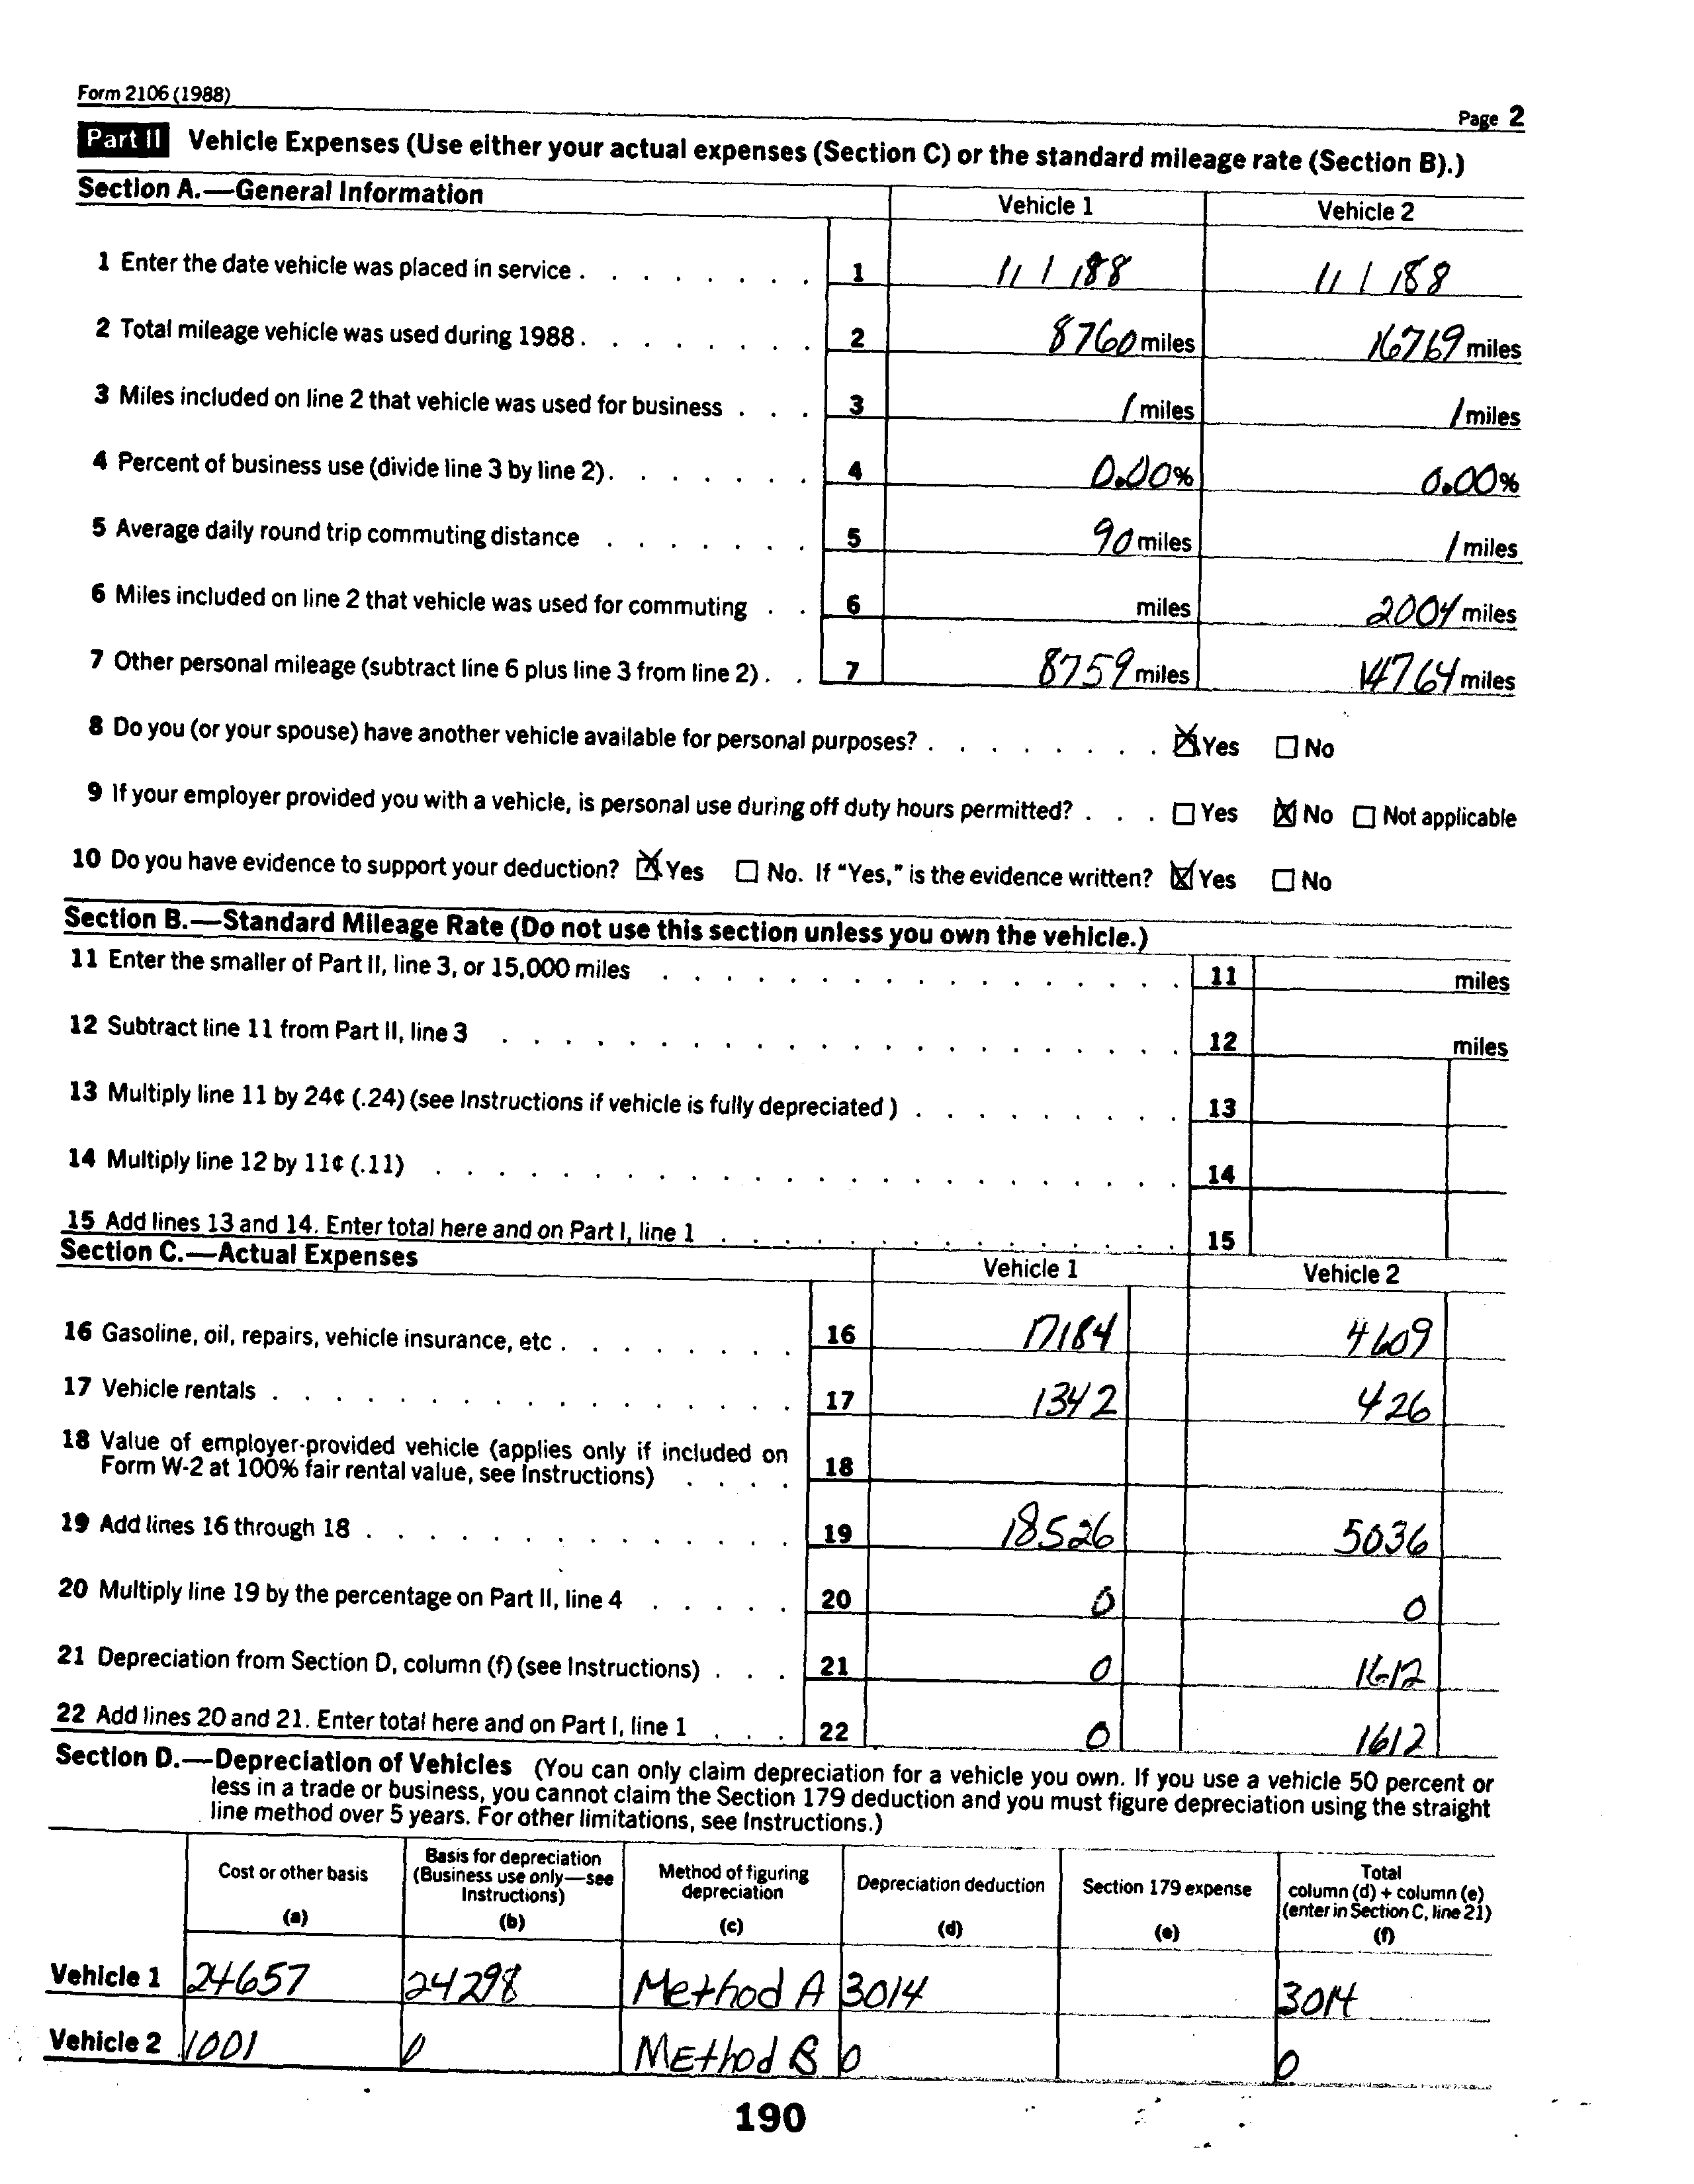 Form 2106 (1988)
Page 2
Part II Vehicle Expenses (Use either your actual expenses (Section C) or the standard mileage rate (Section B).)
Section A.—General Information Vehicle 1 Vehicle 2
1 Enter the date vehicle was placed in service . . . . . . . . 1 11 1 188 11 1 188
2 Total mileage vehicle was used during 1988 . . . . . . . . 2 8760 miles 16769 miles
3 Miles included on line 2 that vehicle was used for business . . . 3 1 miles 1 miles
4 Percent of business use (divide line 3 by line 2) . . . . . . . 4 0.00% 0.00%
5 Average daily round trip commuting distance . . . . . . . 5 90 miles 1 miles
6 Miles included on line 2 that vehicle was used for commuting . . 6 miles 2004 miles
7 Other personal mileage (subtract line 6 plus line 3 from line 2) . . 7 8759 miles 14764 miles
8 Do you (or your spouse) have another vehicle available for personal purposes? . . . . . . . . ☒ Yes ☐ No
9 If your employer provided you with a vehicle, is personal use during off duty hours permitted? . . . ☐ Yes ☒ No ☐ Not applicable
10 Do you have evidence to support your deduction? ☒ Yes ☐ No. If "Yes," is the evidence written? ☒ Yes ☐ No
Section B.—Standard Mileage Rate (Do not use this section unless you own the vehicle.)
11 Enter the smaller of Part II, line 3, or 15,000 miles . . . . . . . . . . . . . . . . 11 miles
12 Subtract line 11 from Part II, line 3 . . . . . . . . . . . . . . . . . . . . . 12 miles
13 Multiply line 11 by 24¢ (.24) (see Instructions if vehicle is fully depreciated ) . . . . . . . . . 13
14 Multiply line 12 by 11¢ (.11) . . . . . . . . . . . . . . . . . . . . . . . 14
15 Add lines 13 and 14. Enter total here and on Part I, line 1 . . . . . . . . . . . . . . . 15
Section C.—Actual Expenses Vehicle 1 Vehicle 2
16 Gasoline, oil, repairs, vehicle insurance, etc . . . . . . . . 16 17184 4609
17 Vehicle rentals . . . . . . . . . . . . . . . . . 17 1342 426
18 Value of employer-provided vehicle (applies only if included on
Form W-2 at 100% fair rental value, see Instructions) . . . . 18
19 Add lines 16 through 18 . . . . . . . . . . . . . . 19 18526 5036
20 Multiply line 19 by the percentage on Part II, line 4 . . . . . 20 0 0
21 Depreciation from Section D, column (f) (see Instructions) . . . 21 0 1612
22 Add lines 20 and 21. Enter total here and on Part I, line 1 . . . 22 0 1612
Section D.—Depreciation of Vehicles (You can only claim depreciation for a vehicle you own. If you use a vehicle 50 percent or
less in a trade or business, you cannot claim the Section 179 deduction and you must figure depreciation using the straight
line method over 5 years. For other limitations, see Instructions.)
Cost or other basis (a)
Basis for depreciation (Business use only—see Instructions) (b)
Method of figuring depreciation (c)
Depreciation deduction (d)
Section 179 expense (e)
Total column (d) + column (e) (enter in Section C, line 21) (f)
Vehicle 1 24657 24298 Method A 3014 3014
Vehicle 2 1001 0 MEthod B 0 0
190